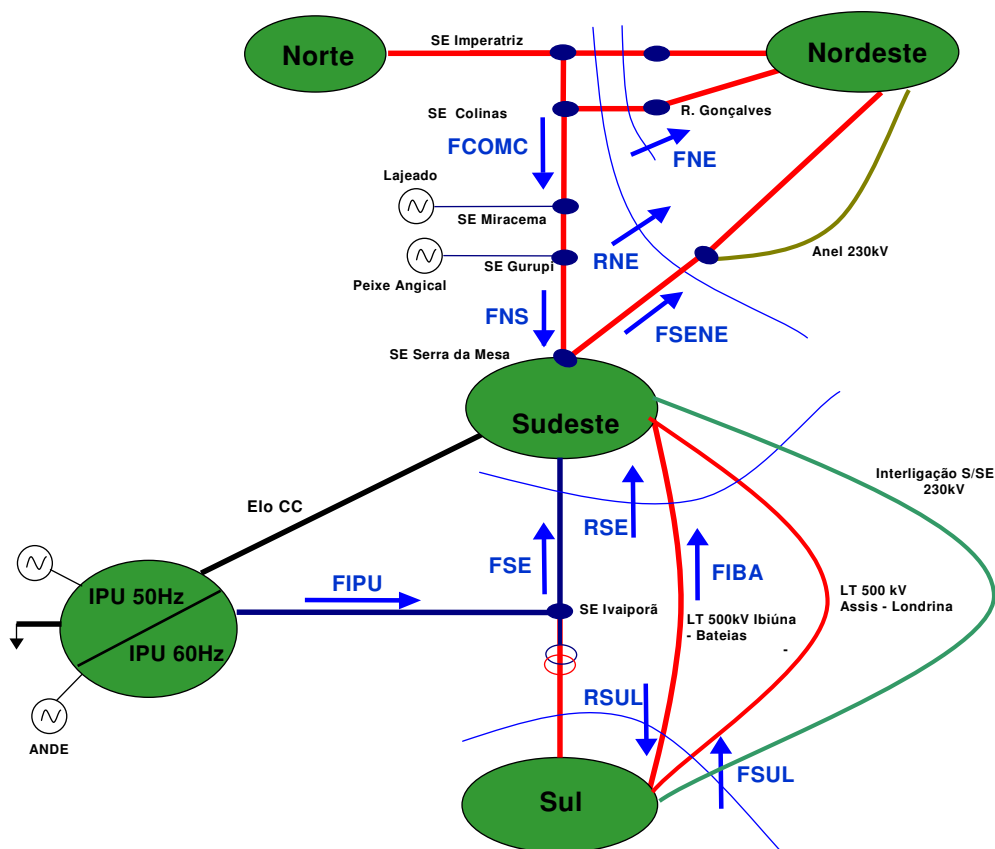 SE Imperatriz
Norte
Nordeste
SE Colinas
R. Gonçalves
FCOMC
FNE
Lajeado
SE Miracema
Anel 230kV
SE Gurupi
RNE
Peixe Angical
FNS
FSENE
SE Serra da Mesa
Sudeste
Interligação S/SE
230kV
Elo CC
RSE
FSE
FIBA
FIPU
LT 500 kV
Assis - Londrina
IPU 50Hz
SE Ivaiporã
LT 500kV Ibiúna
- Bateias
-
IPU 60Hz
RSUL
ANDE
FSUL
Sul